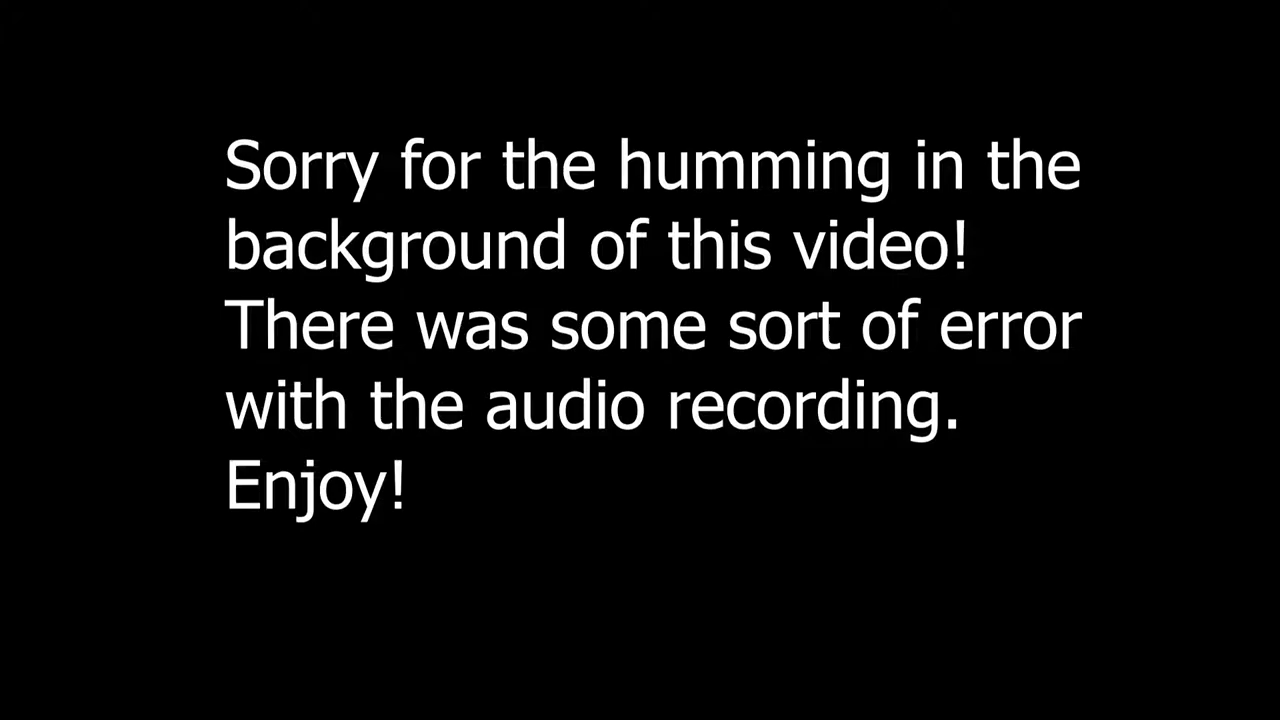 Sorry for the humming in the
background of this video!
There was some sort of error
with the audio recording.
Enjoy!